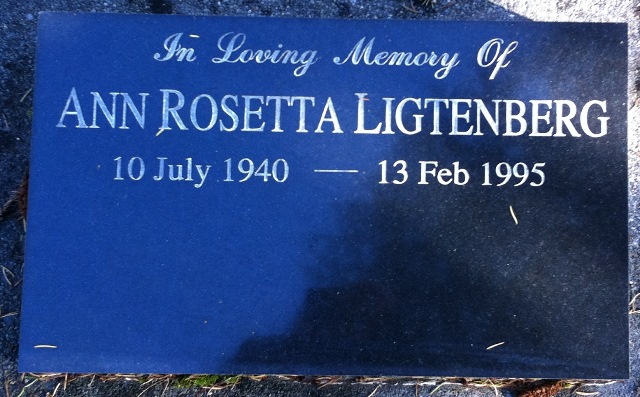 In Loving Memory Of
ANN ROSETTA LIGTENBERG
10 July 1940 — 13 Feb 1995